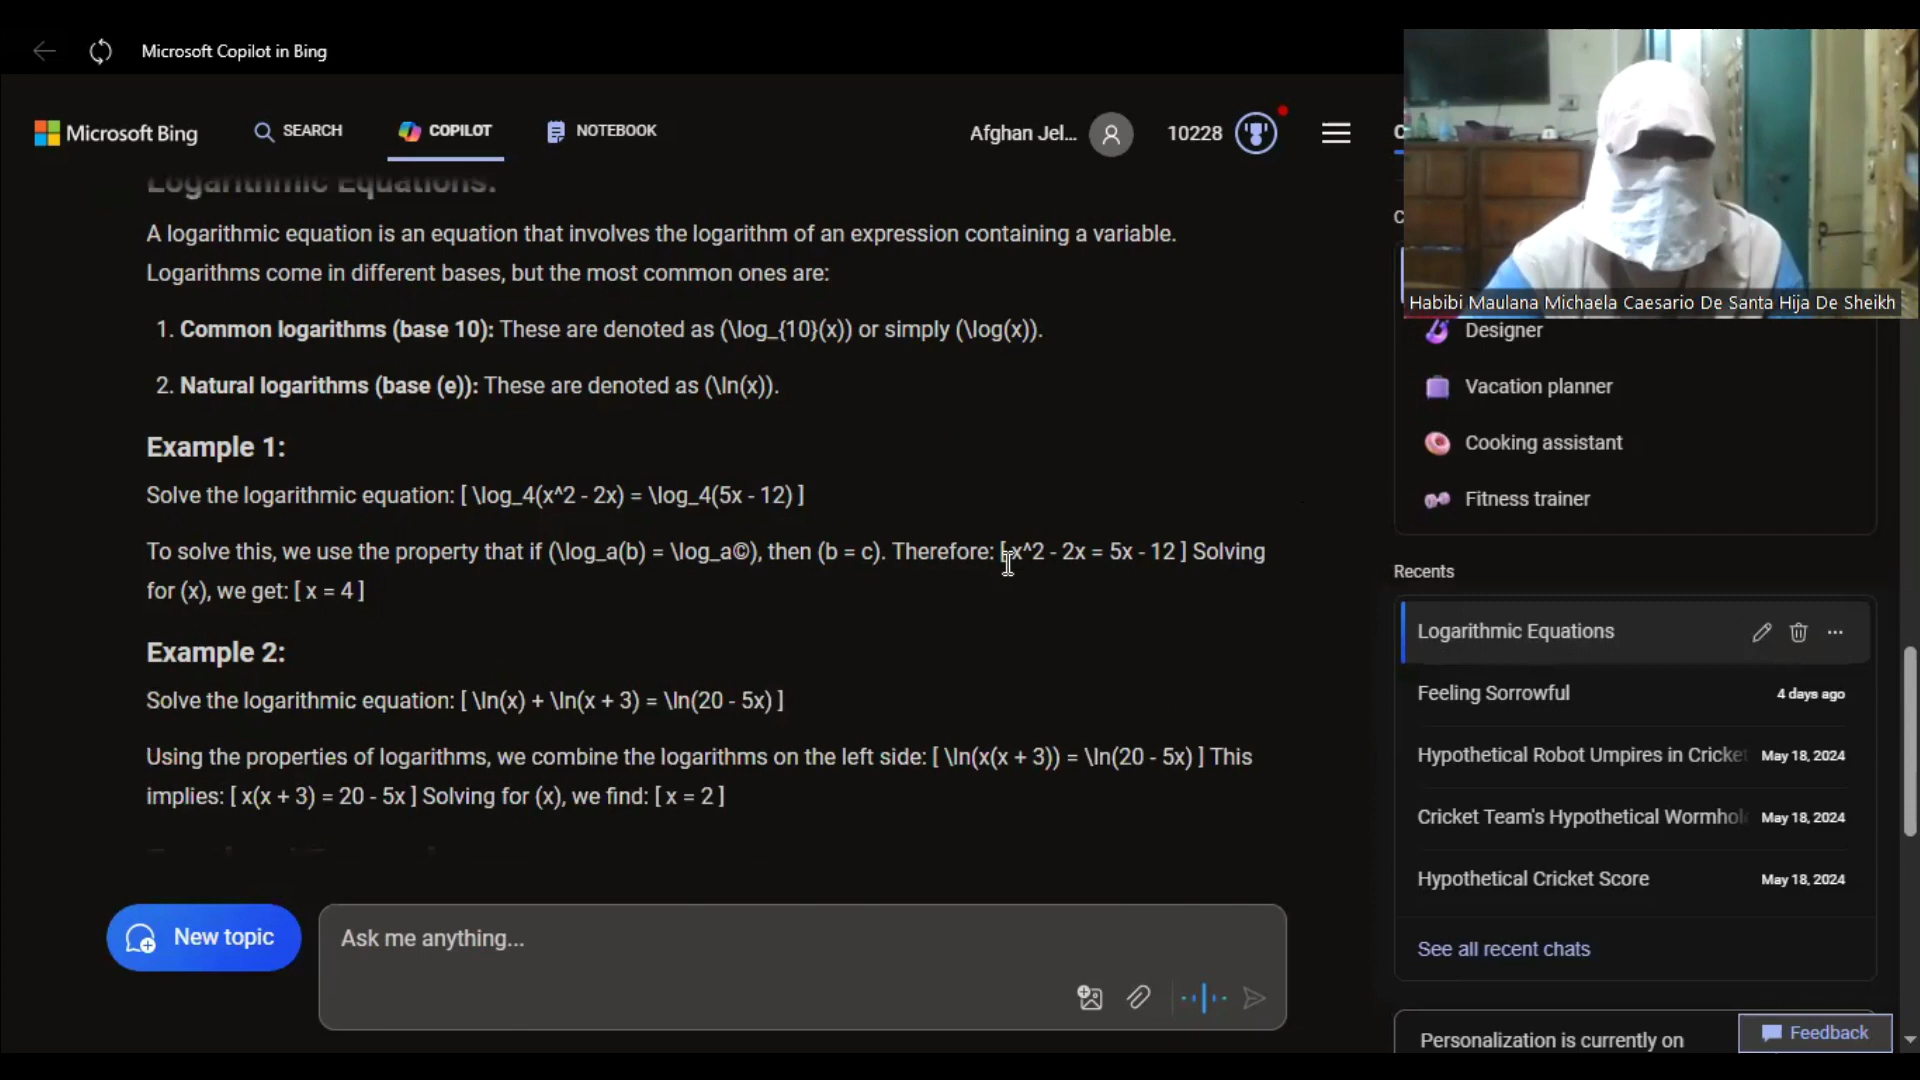 Microsoft Copilot in Bing
Microsoft Bing
SEARCH
COPILOT
NOTEBOOK
Afghan Jel...
10228
Logarithmic Equations:
A logarithmic equation is an equation that involves the logarithm of an expression containing a variable.
Logarithms come in different bases, but the most common ones are:
1. Common logarithms (base 10): These are denoted as (\log_{10}(x)) or simply (\log(x)).
2. Natural logarithms (base (e)): These are denoted as (\ln(x)).
Example 1:
Solve the logarithmic equation: [ \log_4(x^2 - 2x) = \log_4(5x - 12) ]
To solve this, we use the property that if (\log_a(b) = \log_a©), then (b = c). Therefore: [ x^2 - 2x = 5x - 12 ] Solving
for (x), we get: [ x = 4 ]
Example 2:
Solve the logarithmic equation: [ \ln(x) + \ln(x + 3) = \ln(20 - 5x) ]
Using the properties of logarithms, we combine the logarithms on the left side: [ \ln(x(x + 3)) = \ln(20 - 5x) ] This
implies: [ x(x + 3) = 20 - 5x ] Solving for (x), we find: [ x = 2 ]
New topic
Ask me anything...
Habibi Maulana Michaela Caesario De Santa Hija De Sheikh
Designer
Vacation planner
Cooking assistant
Fitness trainer
Recents
Logarithmic Equations
Feeling Sorrowful 4 days ago
Hypothetical Robot Umpires in Cricket May 18, 2024
Cricket Team's Hypothetical Wormhol May 18, 2024
Hypothetical Cricket Score May 18, 2024
See all recent chats
Personalization is currently on
Feedback